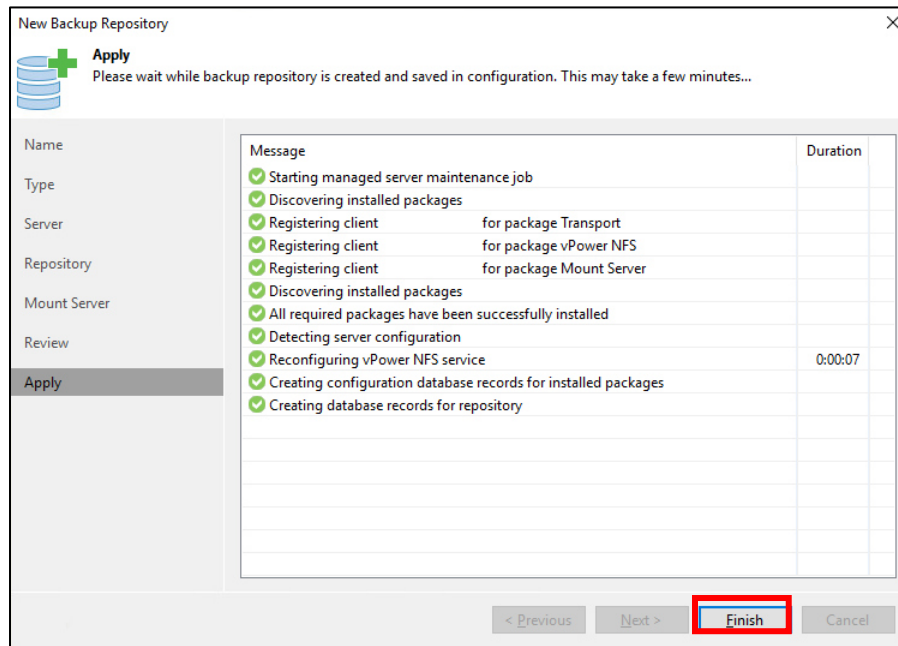 New Backup Repository
Apply
Please wait while backup repository is created and saved in configuration. This may take a few minutes...
Name
Type
Server
Repository
Mount Server
Review
Apply
Message Duration
Starting managed server maintenance job
Discovering installed packages
Registering client for package Transport
Registering client for package vPower NFS
Registering client for package Mount Server
Discovering installed packages
All required packages have been successfully installed
Detecting server configuration
Reconfiguring vPower NFS service 0:00:07
Creating configuration database records for installed packages
Creating database records for repository
< Previous Next > Finish Cancel